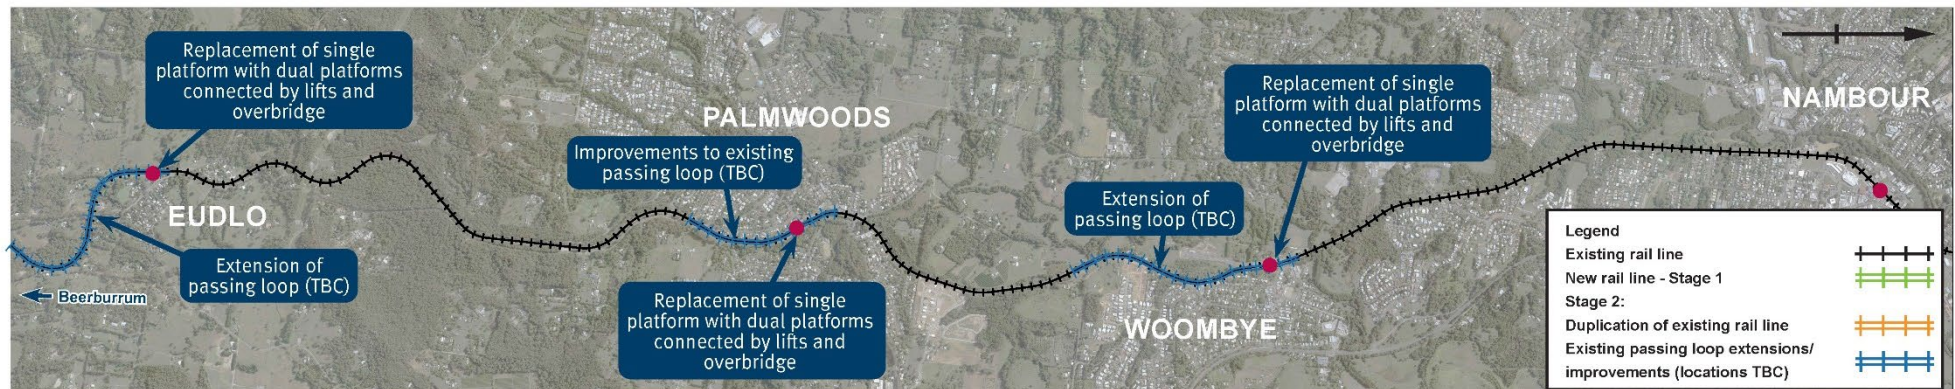 Replacement of single
platform with dual platforms
connected by lifts and
overbridge
EUDLO
Extension of
passing loop (TBC)
Beerburrum
PALMWOODS
Improvements to existing
passing loop (TBC)
Replacement of single
platform with dual platforms
connected by lifts and
overbridge
Extension of
passing loop (TBC)
WOOMBYE
Replacement of single
platform with dual platforms
connected by lifts and
overbridge
NAMBOUR
Legend
Existing rail line
New rail line - Stage 1
Stage 2:
Duplication of existing rail line
Existing passing loop extensions/
improvements (locations TBC)